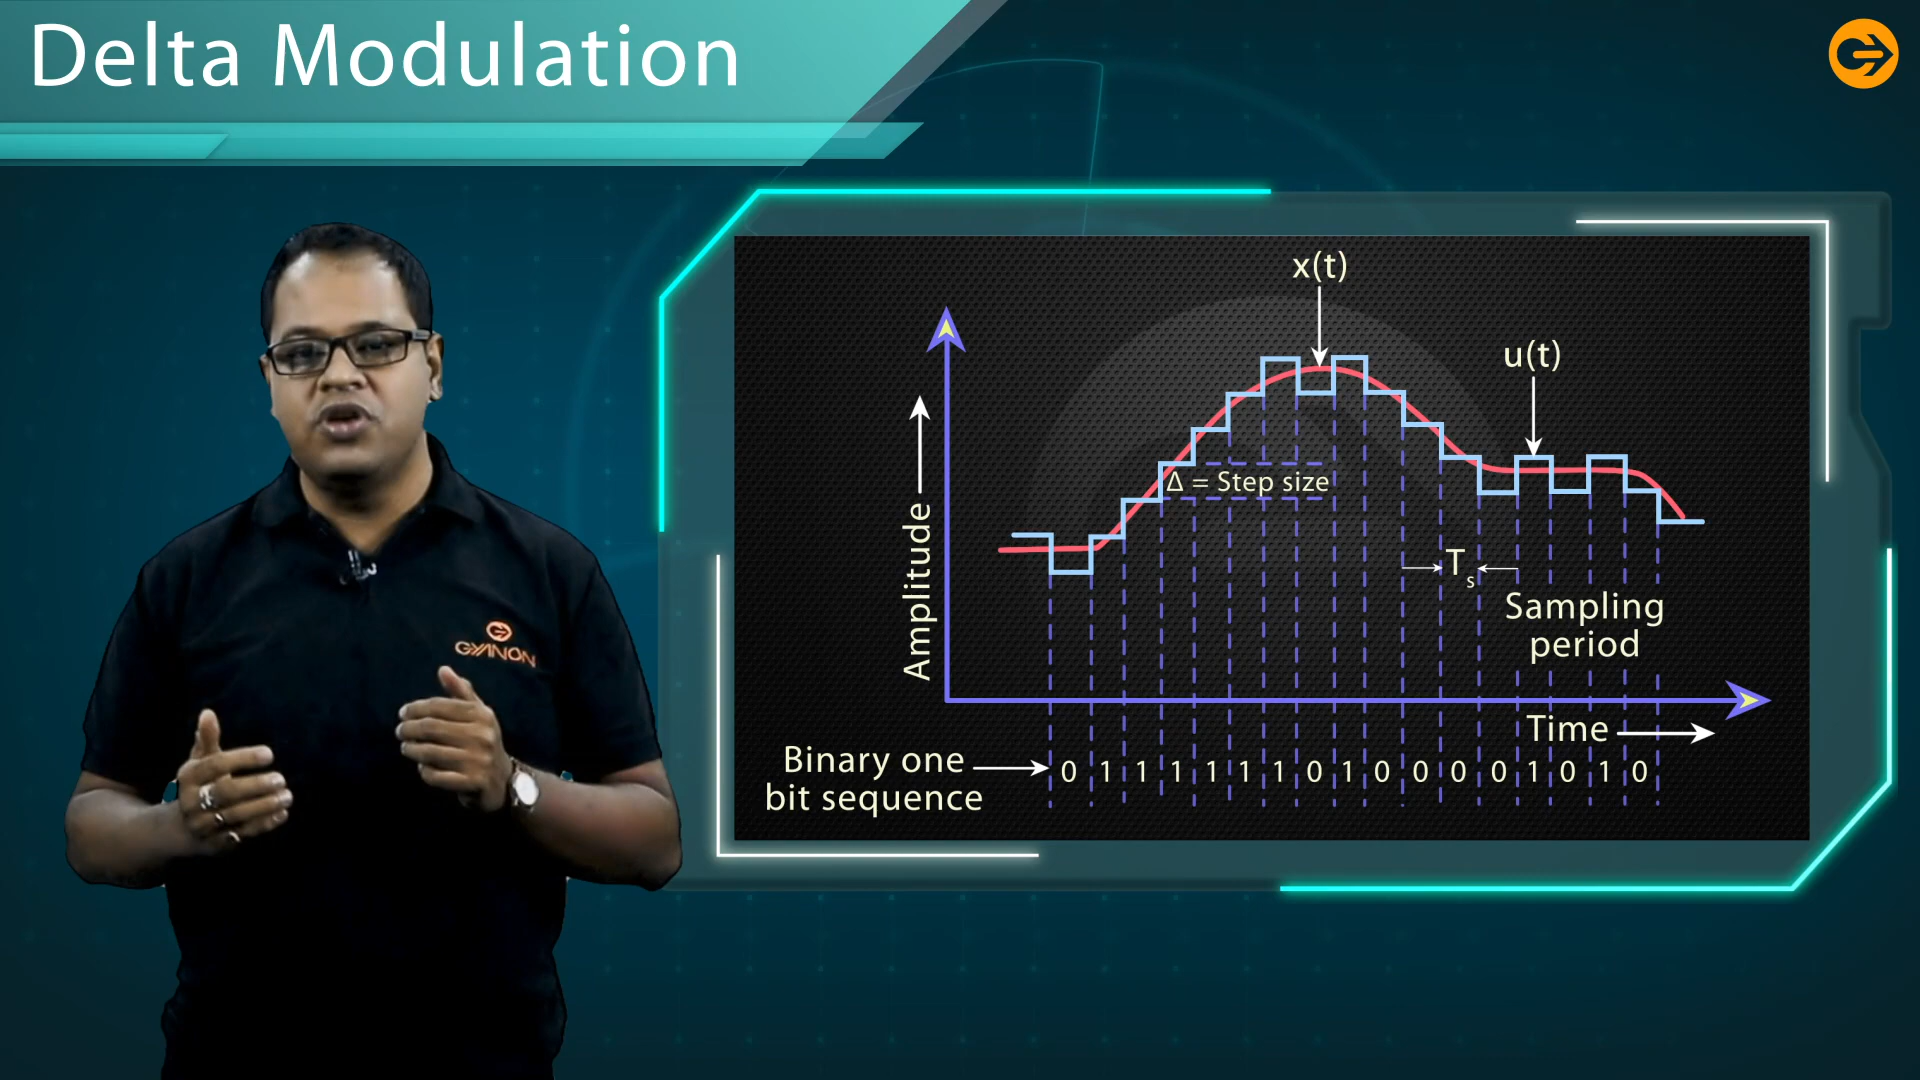 Delta Modulation
x(t)
u(t)
Δ = Step size
Amplitude
Ts
Sampling
period
Time
Binary one
bit sequence
0 1 1 1 1 1 1 0 1 0 0 0 0 1 0 1 0
GYANON